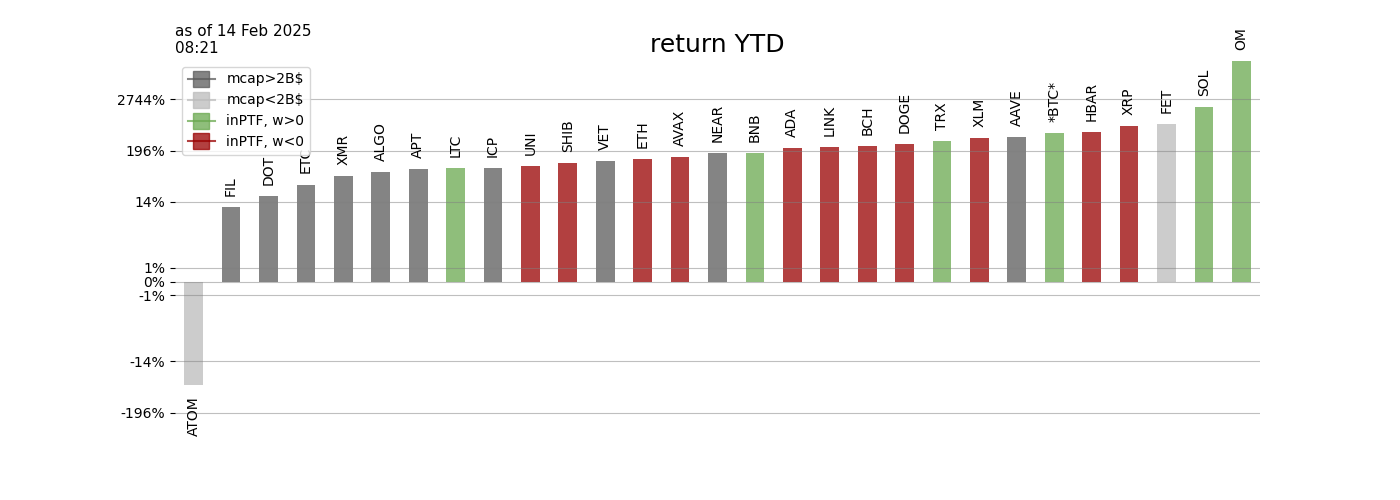 as of 14 Feb 2025
08:21
return YTD
mcap>2B$
mcap<2B$
inPTF, w>0
inPTF, w<0
2744%
196%
14%
1%
0%
-1%
-14%
-196%
ATOM
FIL
DOT
ETC
XMR
ALGO
APT
LTC
ICP
UNI
SHIB
VET
ETH
AVAX
NEAR
BNB
ADA
LINK
BCH
DOGE
TRX
XLM
AAVE
*BTC*
HBAR
XRP
FET
SOL
OM